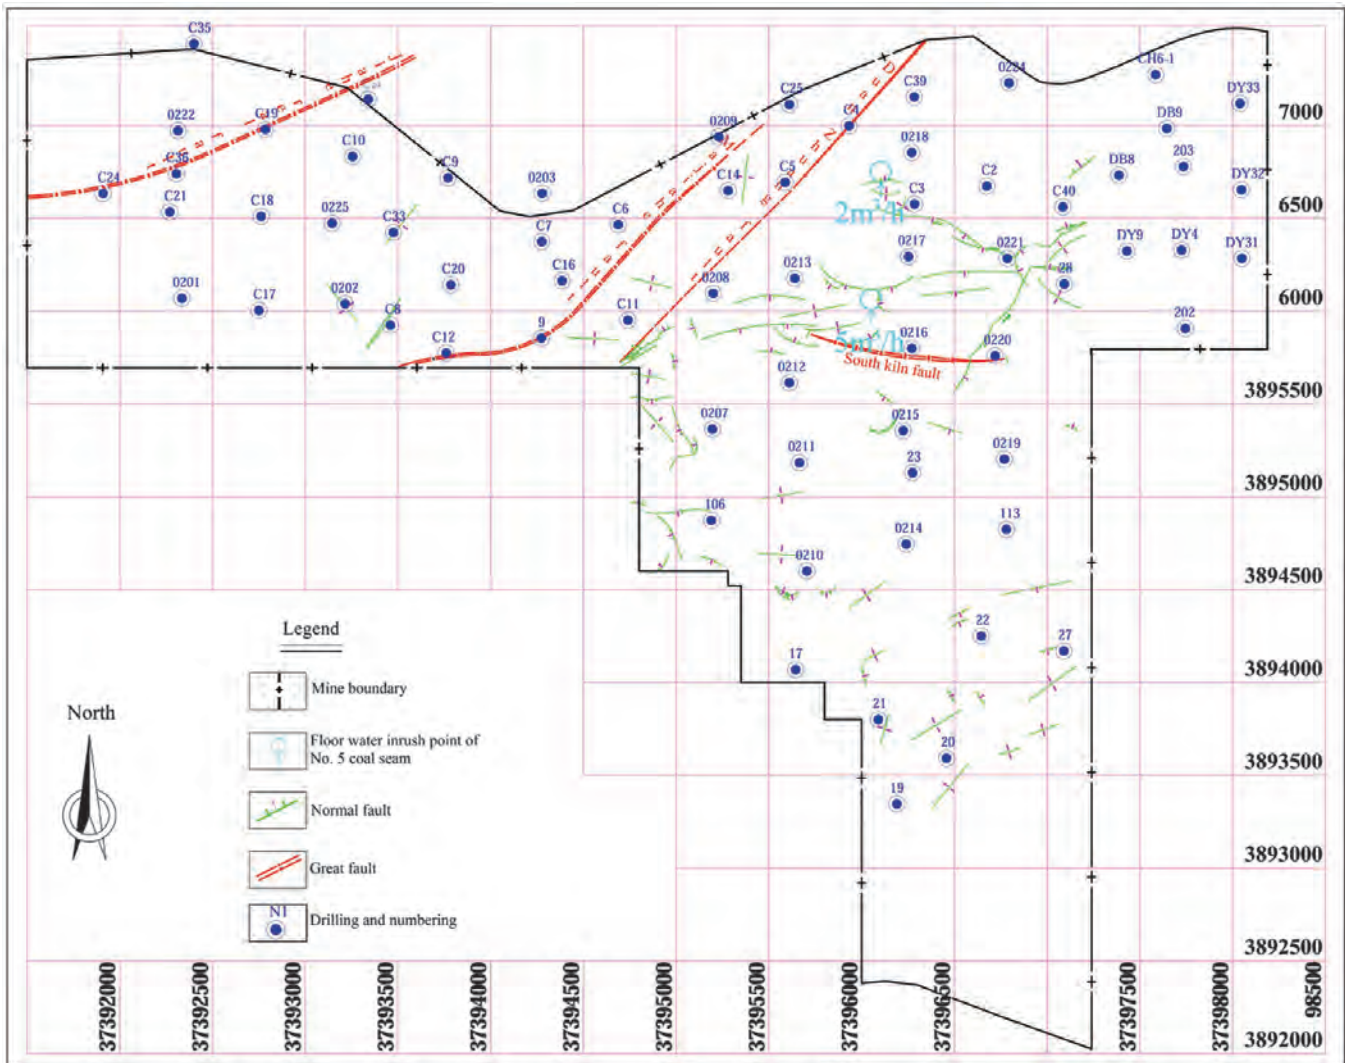 C35
C25
C39
0224
CH6-1
DY33
7000
0222
C19
C10
0209
C4
0218
DB9
C36
C9
0203
C14
C5
C2
DB8
203
DY32
C24
C21
C18
0225
C33
C7
C6
C3
2m³/h
C40
6500
0217
0221
DY9
DY4
DY31
0201
C17
0202
C8
C20
C16
C11
0208
0213
28
6000
C12
9
5m³/h
0216
0220
202
South kiln fault
0212
3895500
0207
0211
0215
23
0219
3895000
106
0214
113
0210
3894500
22
27
17
3894000
21
20
3893500
19
3893000
3892500
3892000
Legend
Mine boundary
Floor water inrush point of
No. 5 coal seam
Normal fault
Great fault
N1
Drilling and numbering
North
37392000
37392500
37393000
37393500
37394000
37394500
37395000
37395500
37396000
37396500
37397500
37398000
98500